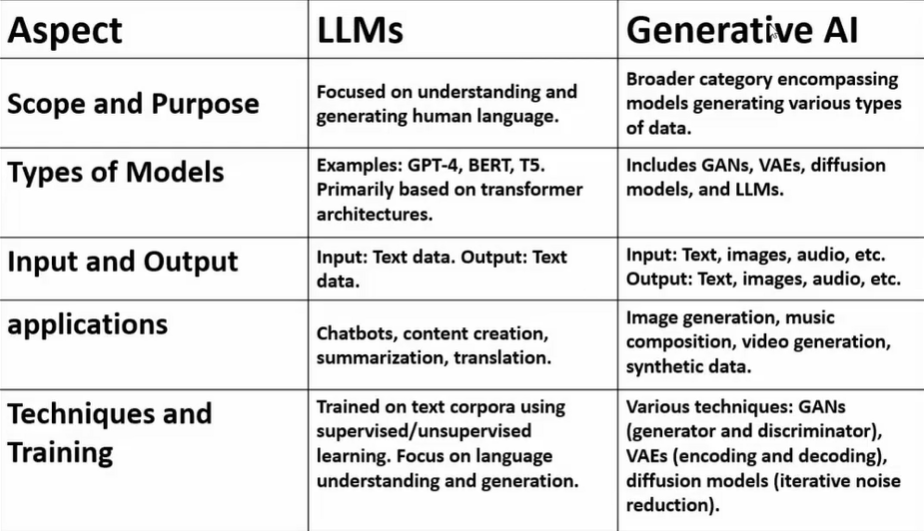 Aspect
LLMs
Generative AI
Scope and Purpose
Focused on understanding and
generating human language.
Broader category encompassing
models generating various types
of data.
Types of Models
Examples: GPT-4, BERT, T5.
Primarily based on transformer
architectures.
Includes GANs, VAEs, diffusion
models, and LLMs.
Input and Output
Input: Text data. Output: Text
data.
Input: Text, images, audio, etc.
Output: Text, images, audio, etc.
applications
Chatbots, content creation,
summarization, translation.
Image generation, music
composition, video generation,
synthetic data.
Techniques and
Training
Trained on text corpora using
supervised/unsupervised
learning. Focus on language
understanding and generation.
Various techniques: GANs
(generator and discriminator),
VAEs (encoding and decoding),
diffusion models (iterative noise
reduction).